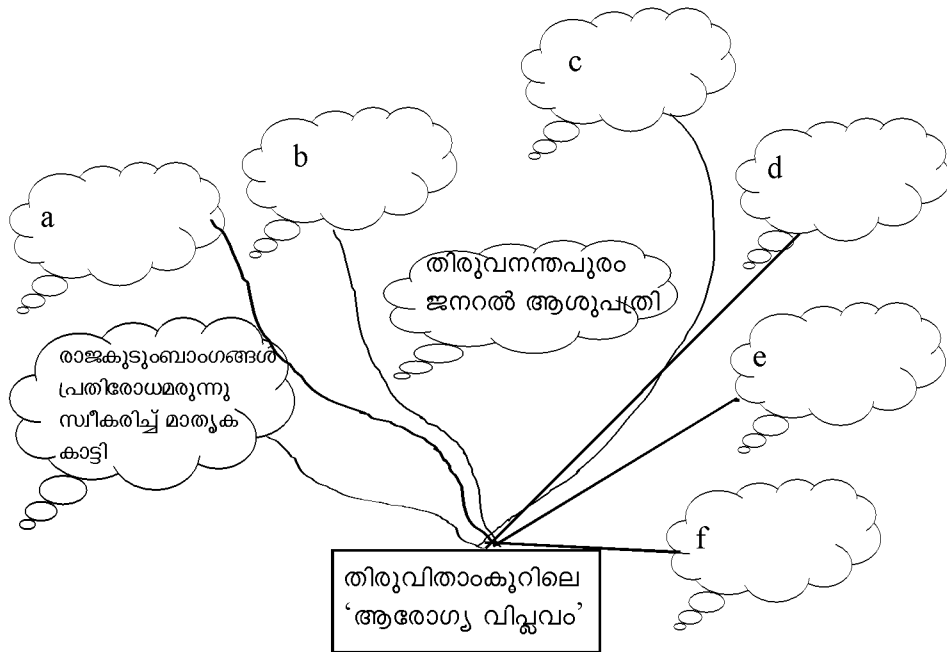 c
b
d
a
തിരുവനന്തപുരം
ജനറൽ ആശുപത്രി
രാജകുടുംബാംഗങ്ങൾ
പ്രതിരോധമരുന്നു
സ്വീകരിച്ച് മാതൃക
കാട്ടി
e
f
തിരുവിതാംകൂറിലെ
‘ആരോഗ്യ വിപ്ലവം’